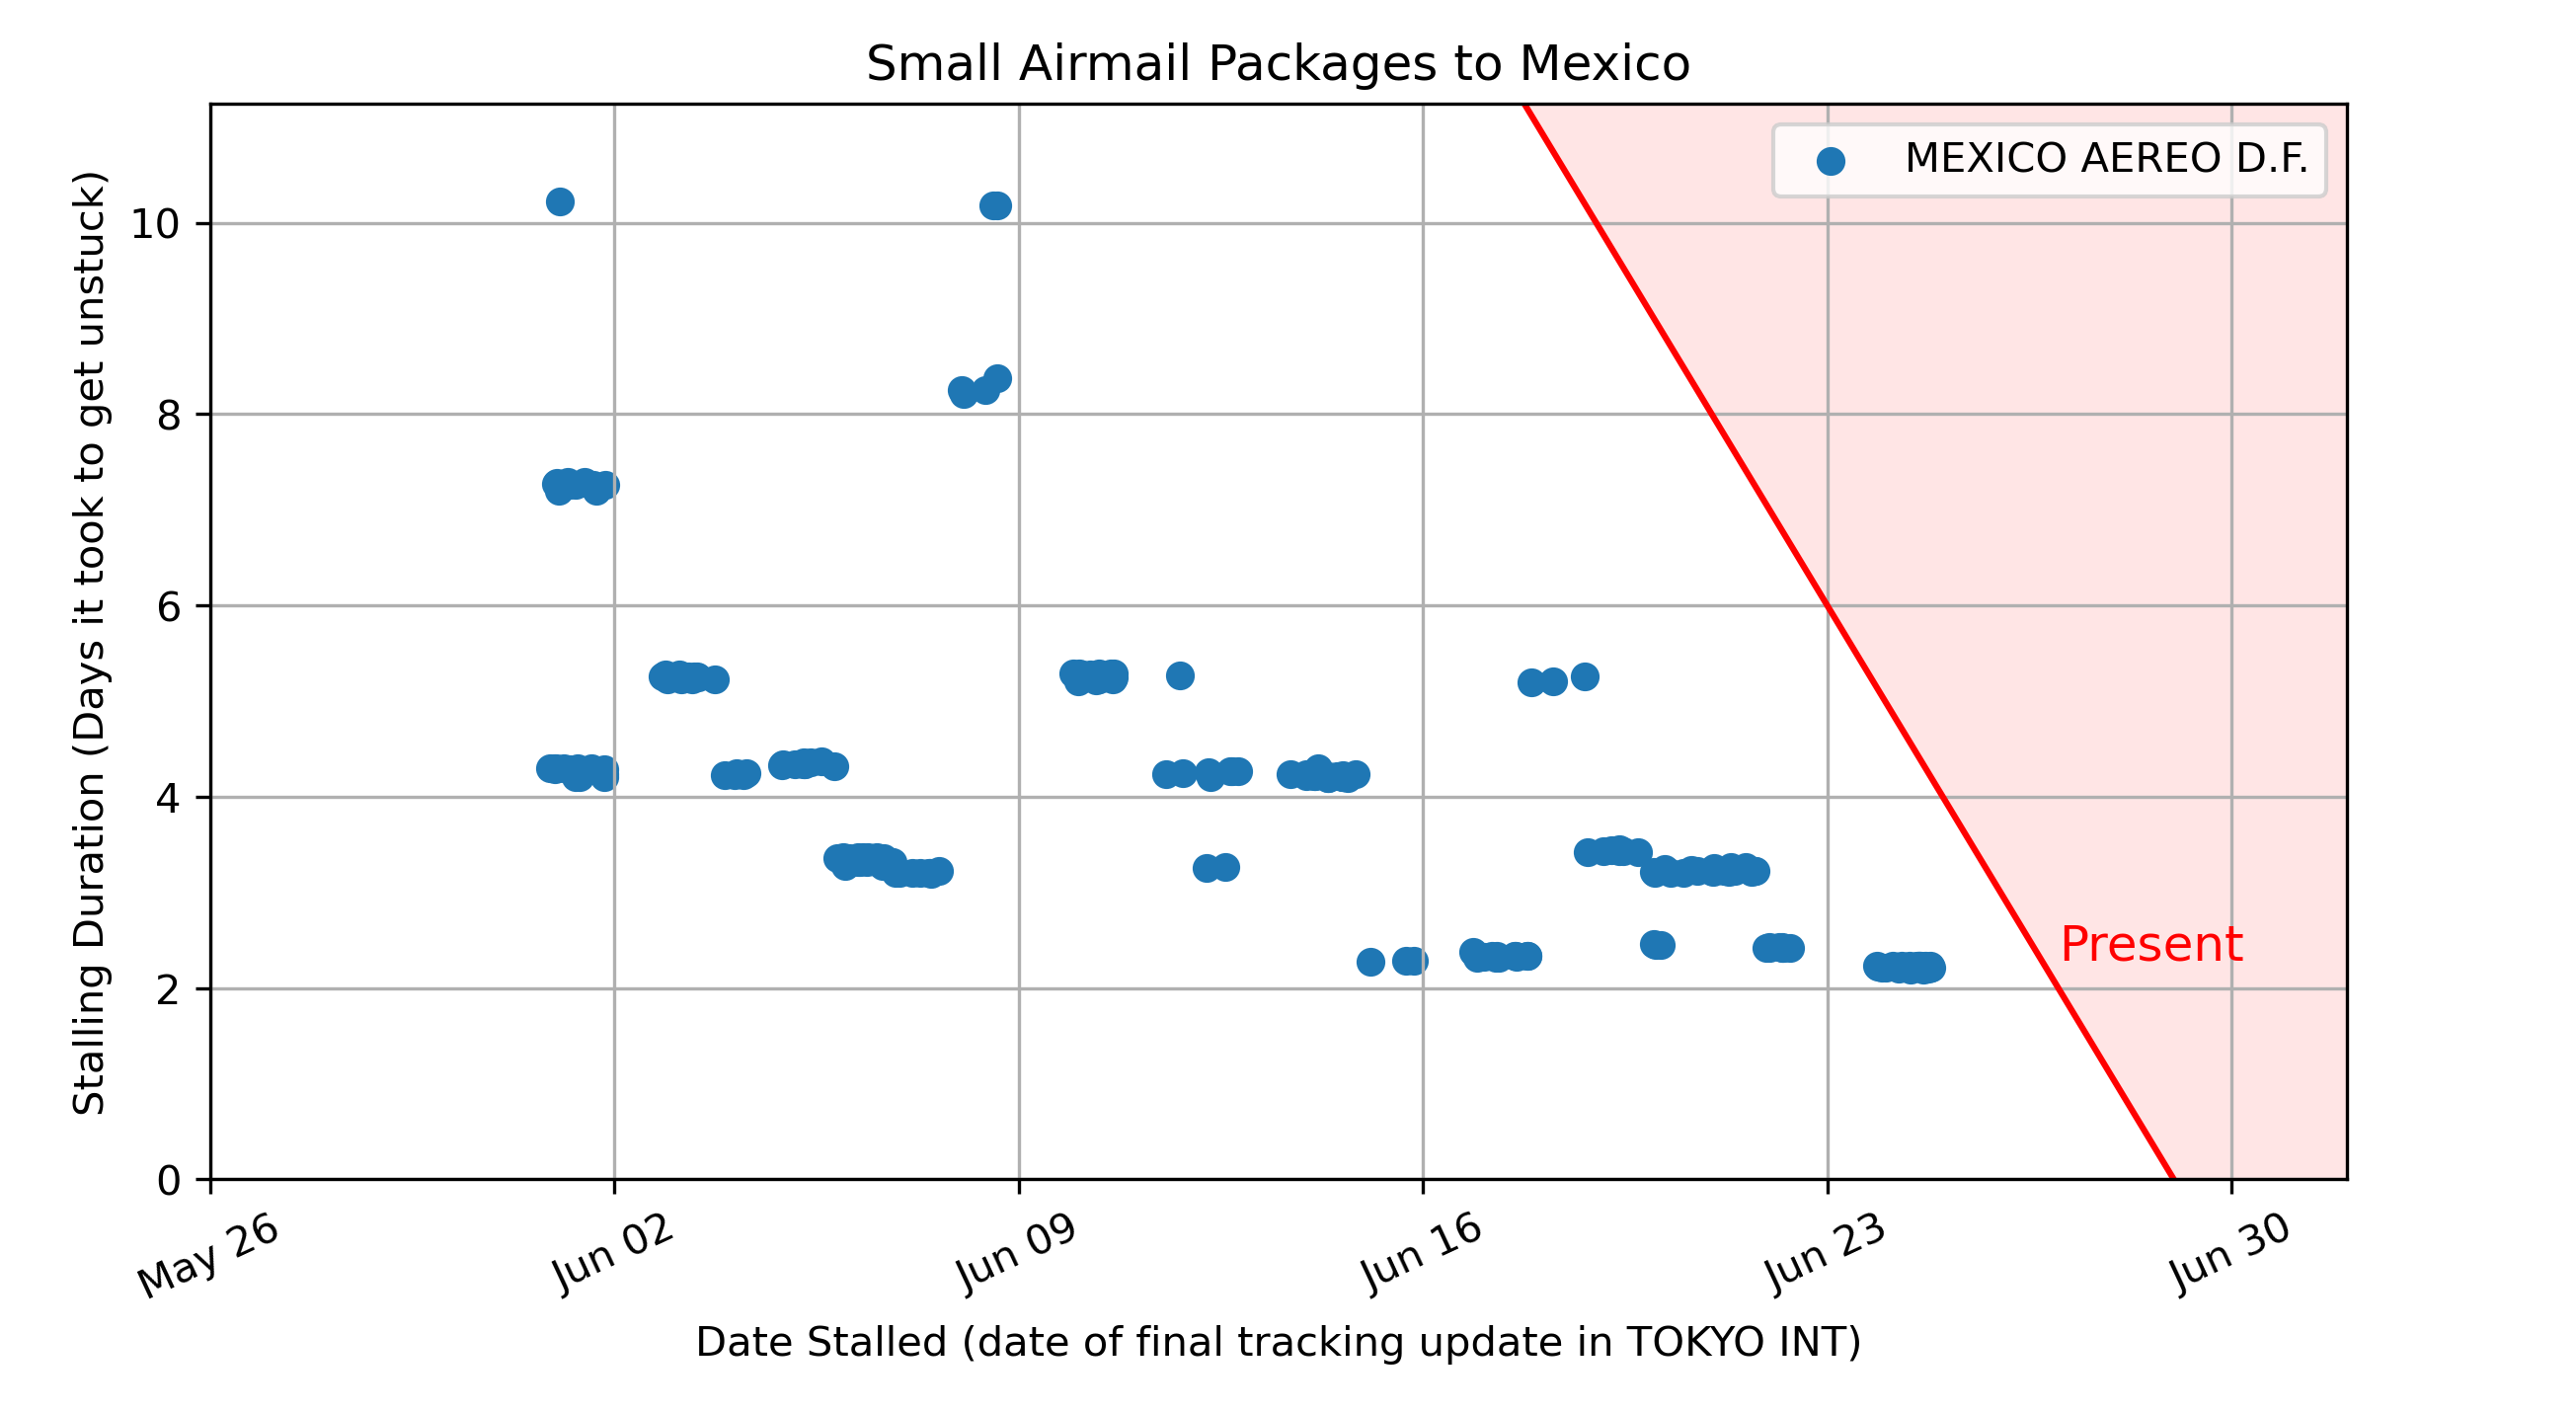 Small Airmail Packages to Mexico
MEXICO AEREO D.F.
Stalling Duration (Days it took to get unstuck)
10
8
6
4
2
0
Present
May 26
Jun 02
Jun 09
Jun 16
Jun 23
Jun 30
Date Stalled (date of final tracking update in TOKYO INT)